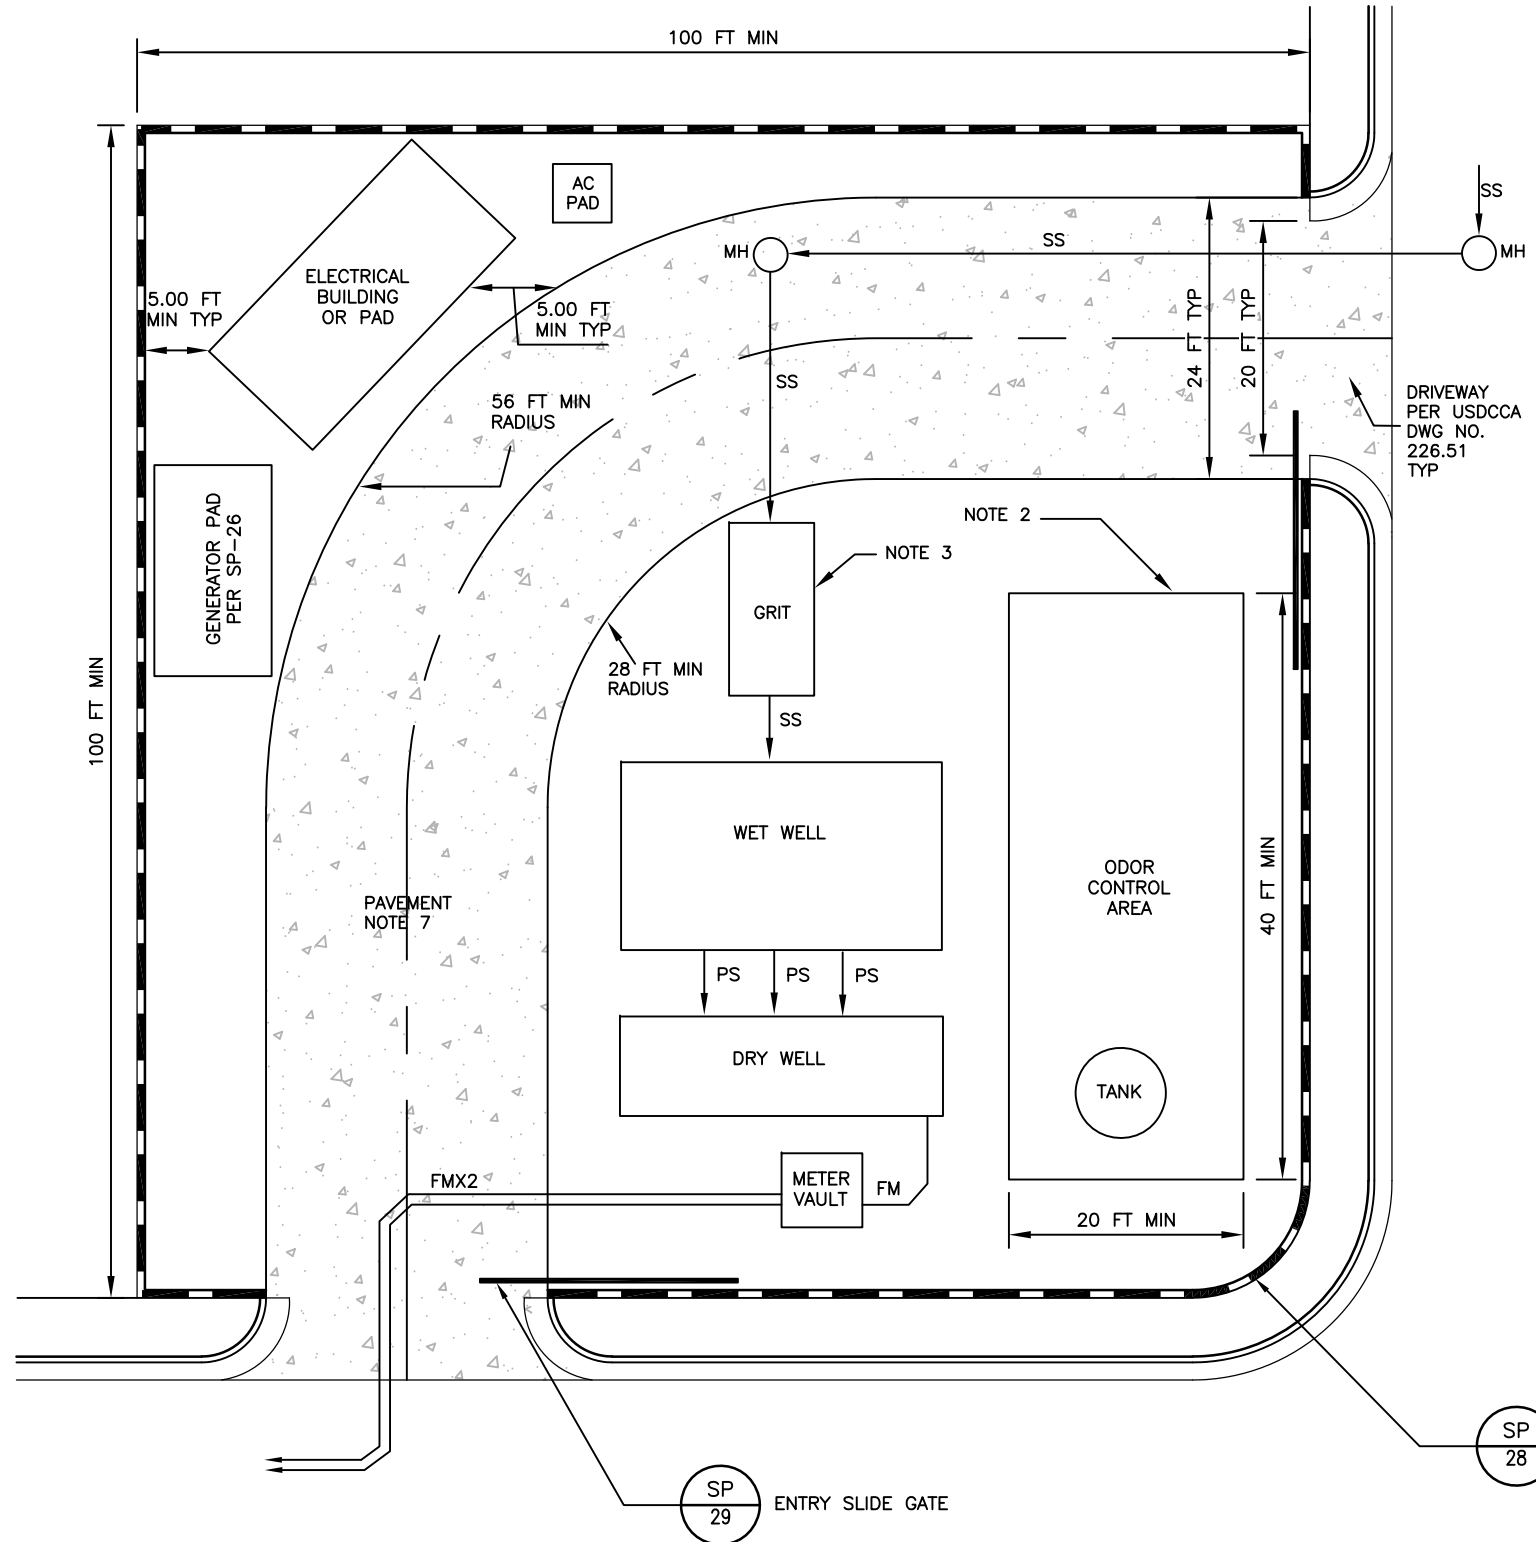 100 FT MIN
AC
PAD
SS
MH
SS
MH
ELECTRICAL
BUILDING
OR PAD
5.00 FT
MIN TYP
5.00 FT
MIN TYP
24 FT TYP
20 FT TYP
SS
56 FT MIN
RADIUS
DRIVEWAY
PER USDCCA
DWG NO.
226.51
TYP
GENERATOR PAD
PER SP-26
NOTE 2
NOTE 3
GRIT
28 FT MIN
RADIUS
100 FT MIN
SS
WET WELL
ODOR
CONTROL
AREA
40 FT MIN
PAVEMENT
NOTE 7
PS
PS
PS
DRY WELL
TANK
FMX2
METER
VAULT
FM
20 FT MIN
SP
28
SP
29
ENTRY SLIDE GATE